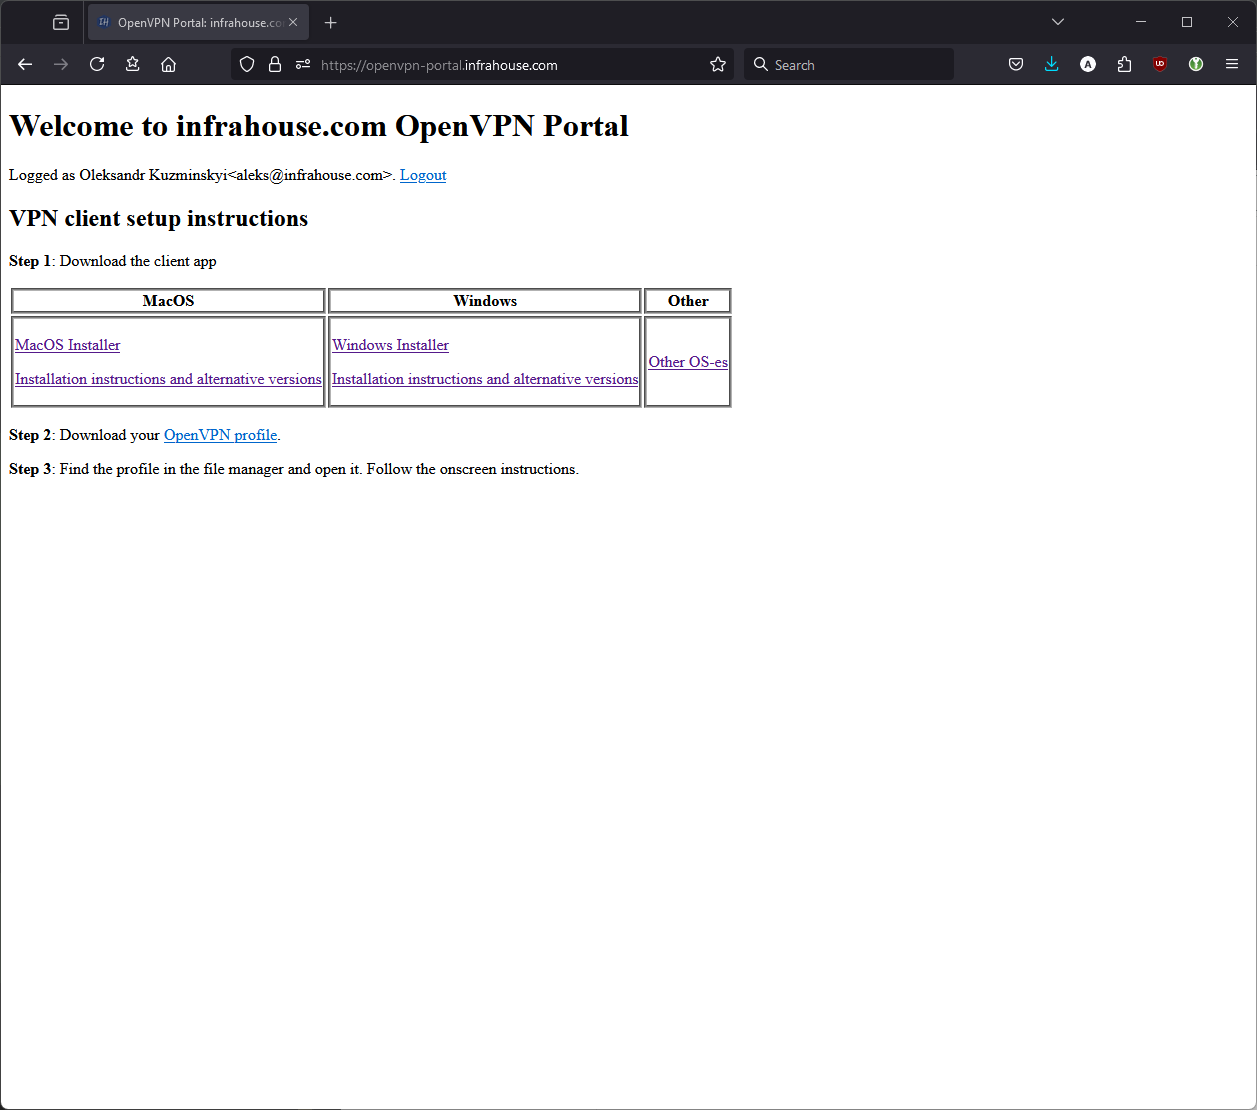 OpenVPN Portal: infrahouse.co
https://openvpn-portal.infrahouse.com
Search
Welcome to infrahouse.com OpenVPN Portal
Logged as Oleksandr Kuzminskyi<aleks@infrahouse.com>. Logout
VPN client setup instructions
Step 1: Download the client app
MacOS Windows Other
MacOS Installer Windows Installer
Other OS-es
Installation instructions and alternative versions Installation instructions and alternative versions
Step 2: Download your OpenVPN profile.
Step 3: Find the profile in the file manager and open it. Follow the onscreen instructions.